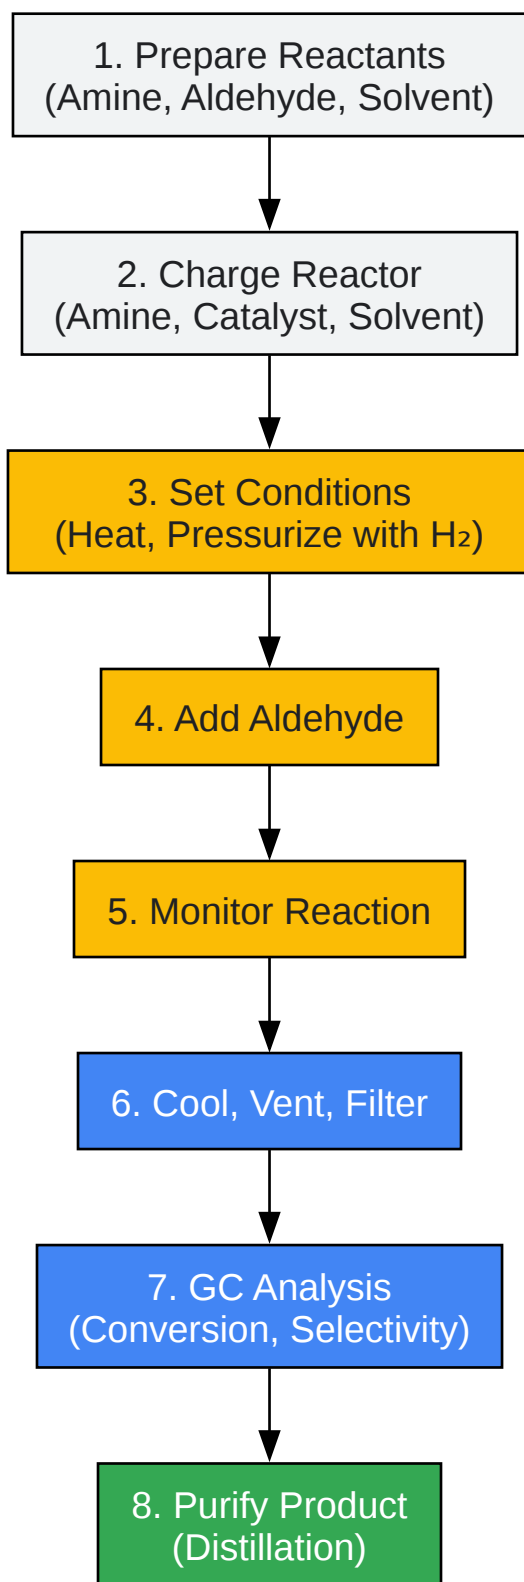 1. Prepare Reactants
(Amine, Aldehyde, Solvent)
2. Charge Reactor
(Amine, Catalyst, Solvent)
3. Set Conditions
(Heat, Pressurize with H₂)
4. Add Aldehyde
5. Monitor Reaction
6. Cool, Vent, Filter
7. GC Analysis
(Conversion, Selectivity)
8. Purify Product
(Distillation)